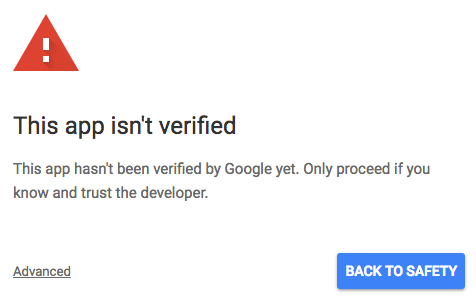 This app isn't verified
This app hasn't been verified by Google yet. Only proceed if you
know and trust the developer.
Advanced
BACK TO SAFETY